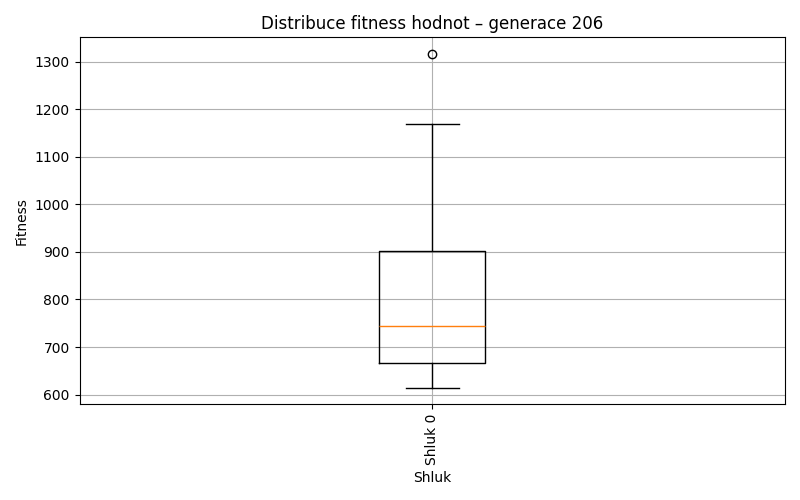 Distribuce fitness hodnot – generace 206
1300
1200
1100
1000
900
800
700
600
Fitness
Shluk 0
Shluk